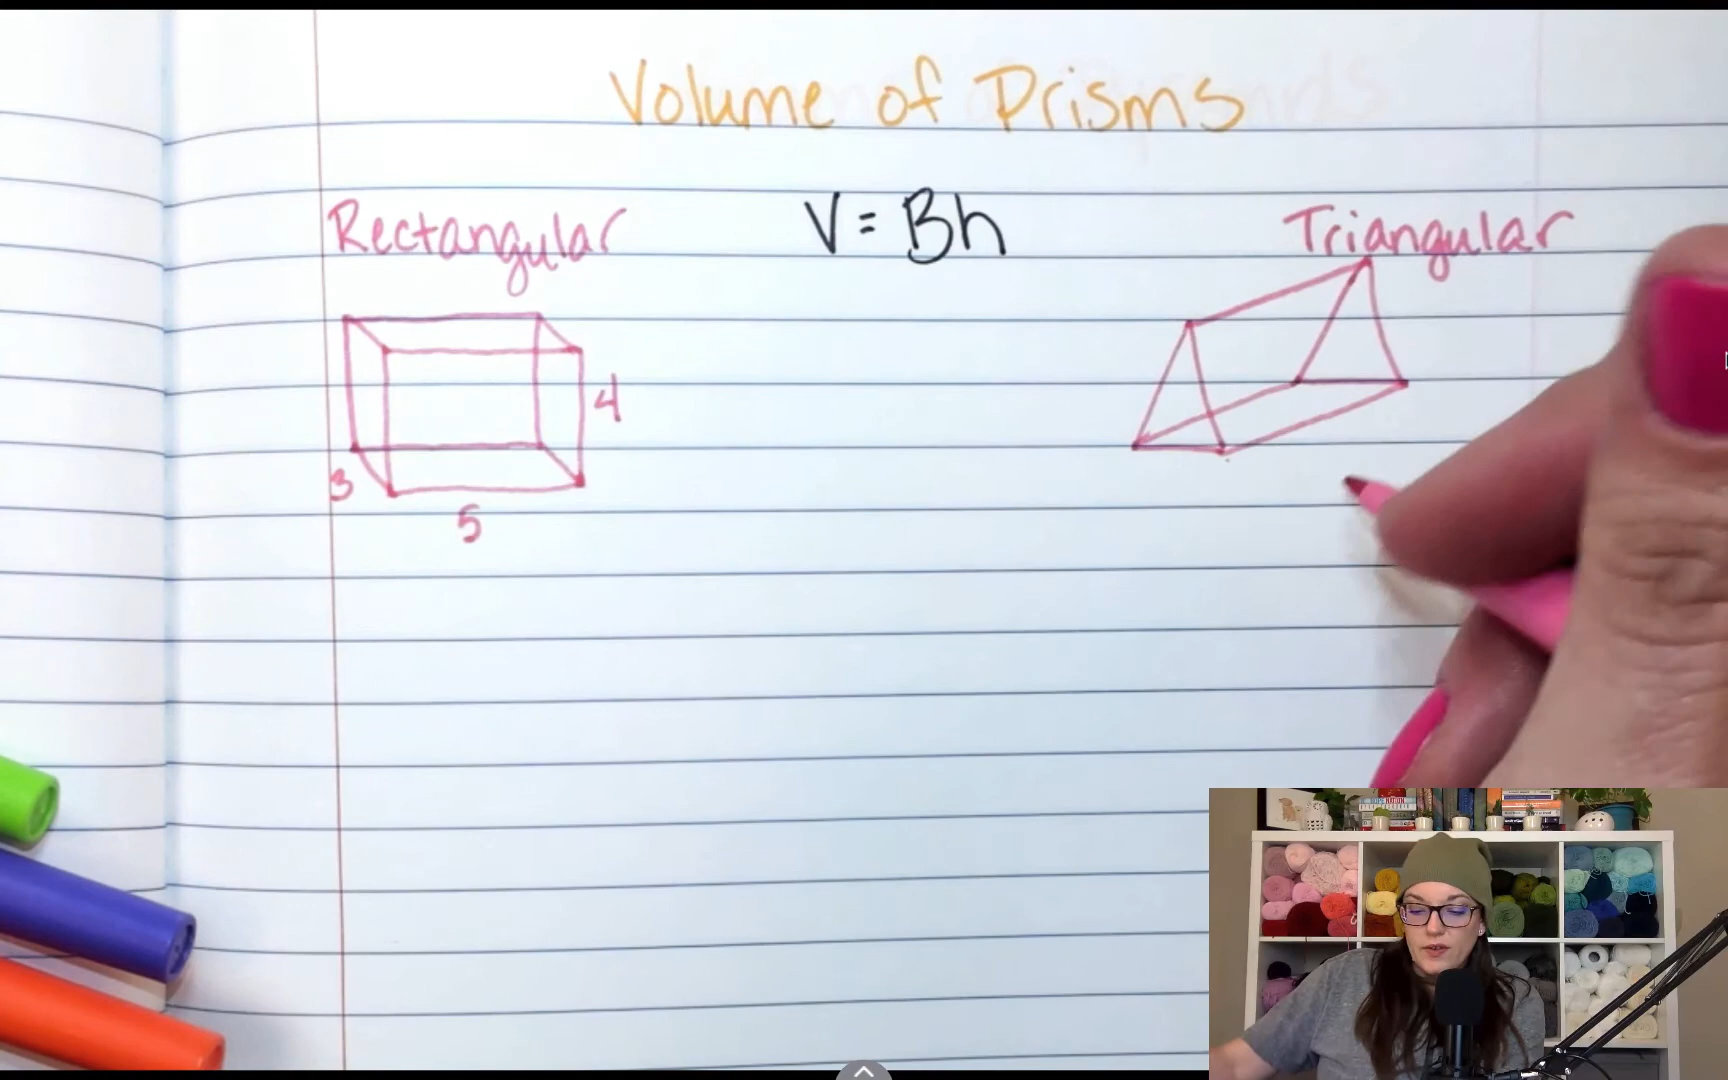 Volume of Prisms
Rectangular
V = Bh
Triangular
4
3
5